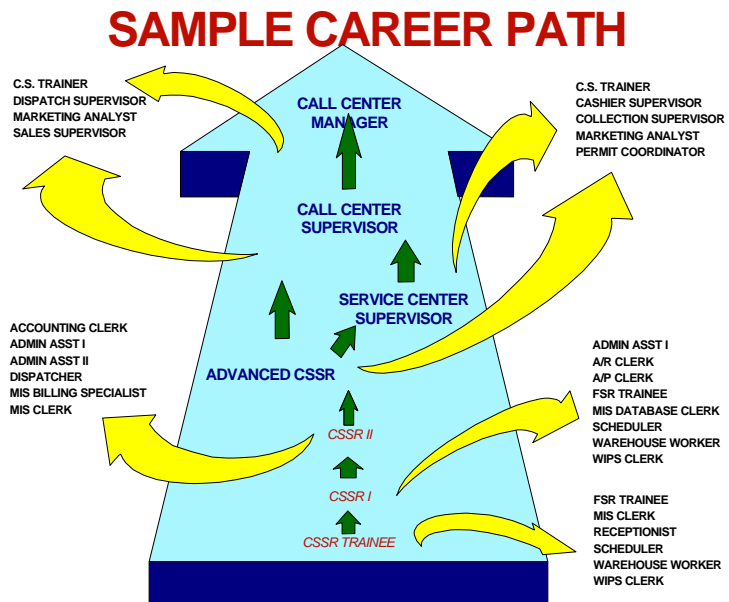 SAMPLE CAREER PATH
C.S. TRAINER
DISPATCH SUPERVISOR
MARKETING ANALYST
SALES SUPERVISOR
CALL CENTER
MANAGER
C.S. TRAINER
CASHIER SUPERVISOR
COLLECTION SUPERVISOR
MARKETING ANALYST
PERMIT COORDINATOR
CALL CENTER
SUPERVISOR
SERVICE CENTER
SUPERVISOR
ACCOUNTING CLERK
ADMIN ASST I
ADMIN ASST II
DISPATCHER
MIS BILLING SPECIALIST
MIS CLERK
ADVANCED CSSR
ADMIN ASST I
A/R CLERK
A/P CLERK
FSR TRAINEE
MIS DATABASE CLERK
SCHEDULER
WAREHOUSE WORKER
WIPS CLERK
CSSR II
CSSR I
CSSR TRAINEE
FSR TRAINEE
MIS CLERK
RECEPTIONIST
SCHEDULER
WAREHOUSE WORKER
WIPS CLERK